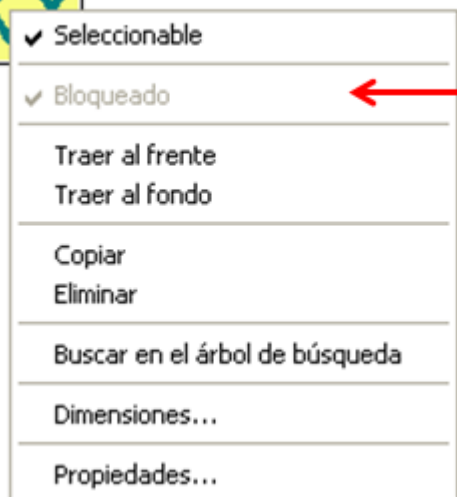 Seleccionable
Bloqueado
Traer al frente
Traer al fondo
Copiar
Eliminar
Buscar en el árbol de búsqueda
Dimensiones...
Propiedades...